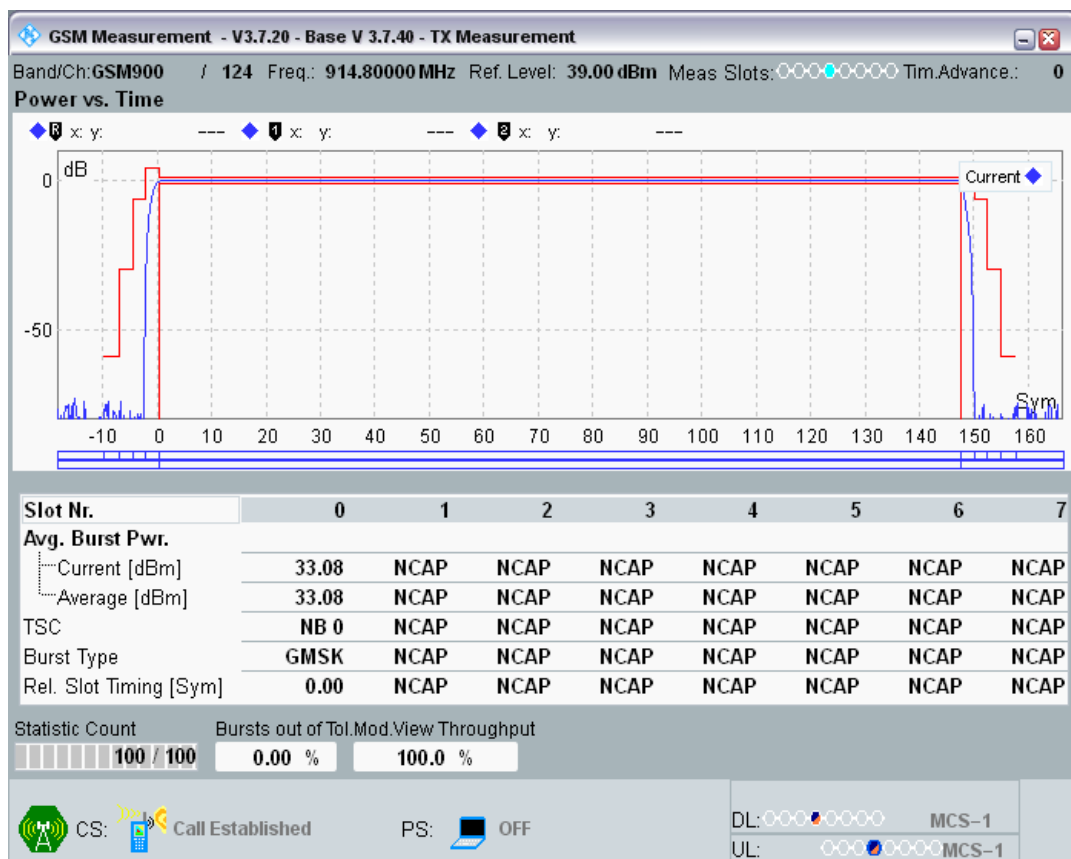 GSM Measurement - V3.7.20 - Base V 3.7.40 - TX Measurement
Band/Ch:GSM900 / 124 Freq.: 914.80000 MHz Ref. Level: 39.00 dBm Meas Slots: Tim.Advance.: 0
Power vs. Time
R x: y: --- 1 x: y: --- 2 x: y: ---
dB
Current
0
-50
Sym
-10 0 10 20 30 40 50 60 70 80 90 100 110 120 130 140 150 160
Slot Nr. 0 1 2 3 4 5 6 7
Avg. Burst Pwr.
Current [dBm] 33.08 NCAP NCAP NCAP NCAP NCAP NCAP NCAP
Average [dBm] 33.08 NCAP NCAP NCAP NCAP NCAP NCAP NCAP
TSC NB 0 NCAP NCAP NCAP NCAP NCAP NCAP NCAP
Burst Type GMSK NCAP NCAP NCAP NCAP NCAP NCAP NCAP
Rel. Slot Timing [Sym] 0.00 NCAP NCAP NCAP NCAP NCAP NCAP NCAP
Statistic Count Bursts out of Tol. Mod.View Throughput
100 / 100 0.00 % 100.0 %
CS: Call Established PS: OFF DL: MCS-1
UL: MCS-1